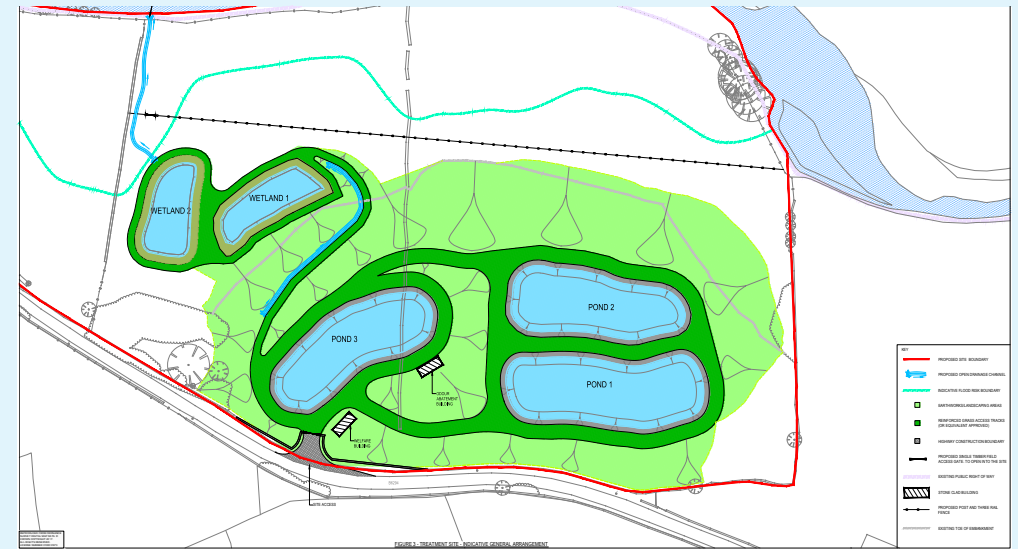 WETLAND 1
WETLAND 2
POND 2
POND 3
POND 1
ODOUR
ABATEMENT
BUILDING
WELFARE
BUILDING
SITE ACCESS
KEY
PROPOSED SITE BOUNDARY
PROPOSED OPEN DRAINAGE CHANNEL
INDICATIVE FLOOD RISK BOUNDARY
EARTHWORKS/LANDSCAPING AREAS
REINFORCED GRASS ACCESS TRACKS
(OR EQUIVALENT APPROVED)
HIGHWAY CONSTRUCTION BOUNDARY
PROPOSED SINGLE TIMBER FIELD
ACCESS GATE. TO OPEN INTO THE SITE
EXISTING PUBLIC RIGHT OF WAY
STONE CLAD BUILDING
PROPOSED POST AND THREE RAIL
FENCE
EXISTING TOE OF EMBANKMENT
FIGURE 3 - TREATMENT SITE - INDICATIVE GENERAL ARRANGEMENT